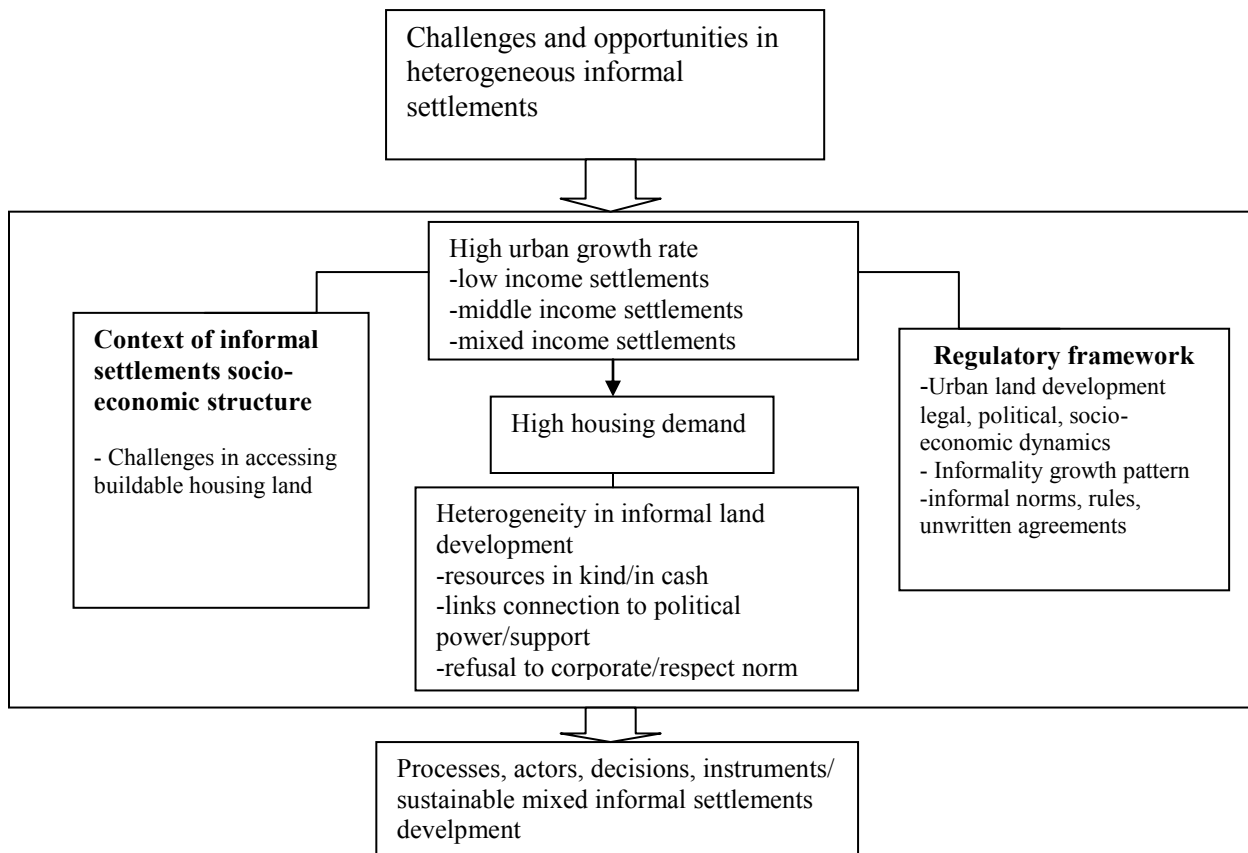 Challenges and opportunities in
heterogeneous informal
settlements
High urban growth rate
-low income settlements
-middle income settlements
-mixed income settlements
Context of informal
settlements socio-
economic structure
- Challenges in accessing
buildable housing land
Regulatory framework
-Urban land development
legal, political, socio-
economic dynamics
- Informality growth pattern
-informal norms, rules,
unwritten agreements
High housing demand
Heterogeneity in informal land
development
-resources in kind/in cash
-links connection to political
power/support
-refusal to corporate/respect norm
Processes, actors, decisions, instruments/
sustainable mixed informal settlements
develpment